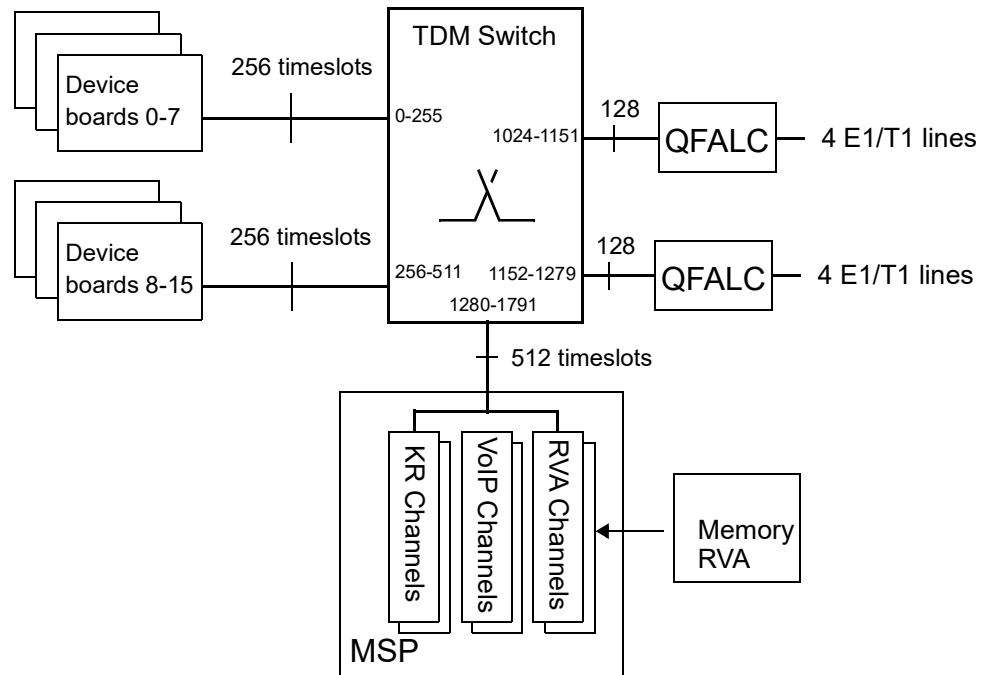 TDM Switch
256 timeslots
Device
boards 0-7
0-255
1024-1151
128
QFALC
4 E1/T1 lines
256 timeslots
Device
boards 8-15
256-511
1152-1279
128
QFALC
4 E1/T1 lines
1280-1791
512 timeslots
KR Channels
VoIP Channels
RVA Channels
Memory
RVA
MSP